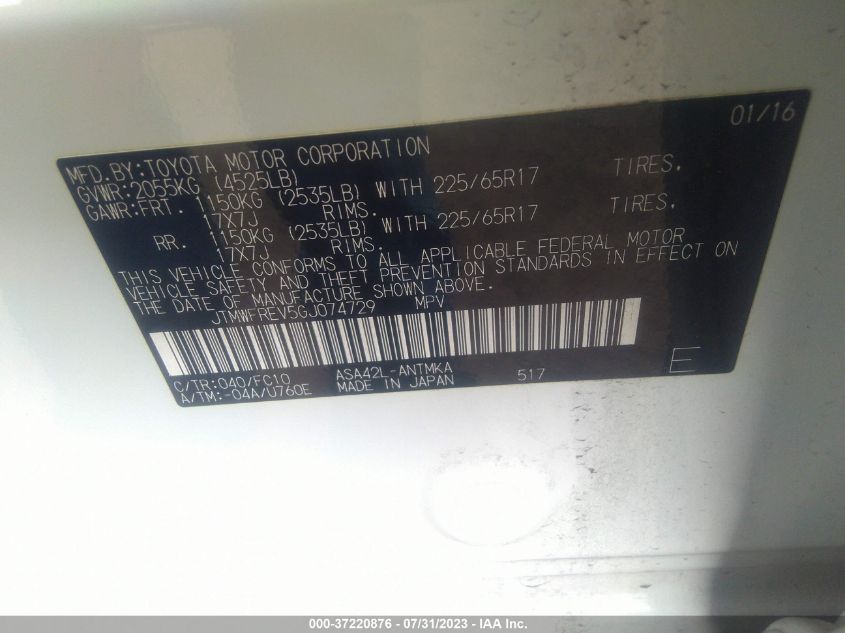 01/16
MFD.BY:TOYOTA MOTOR CORPORATION
GVWR:2055KG (4525LB)
GAWR:FRT. 1150KG (2535LB) WITH 225/65R17 TIRES.
17X7J RIMS.
RR. 1150KG (2535LB) WITH 225/65R17 TIRES.
17X7J RIMS.
THIS VEHICLE CONFORMS TO ALL APPLICABLE FEDERAL MOTOR
VEHICLE SAFETY AND THEFT PREVENTION STANDARDS IN EFFECT ON
THE DATE OF MANUFACTURE SHOWN ABOVE.
JTMWFREV5GJ074729 MPV
C/TR:040/FC10 ASA42L-ANTMKA 517 E
A/TM:-04A/U760E MADE IN JAPAN
000-37220876 / 07/31/2023 - IAA Inc.